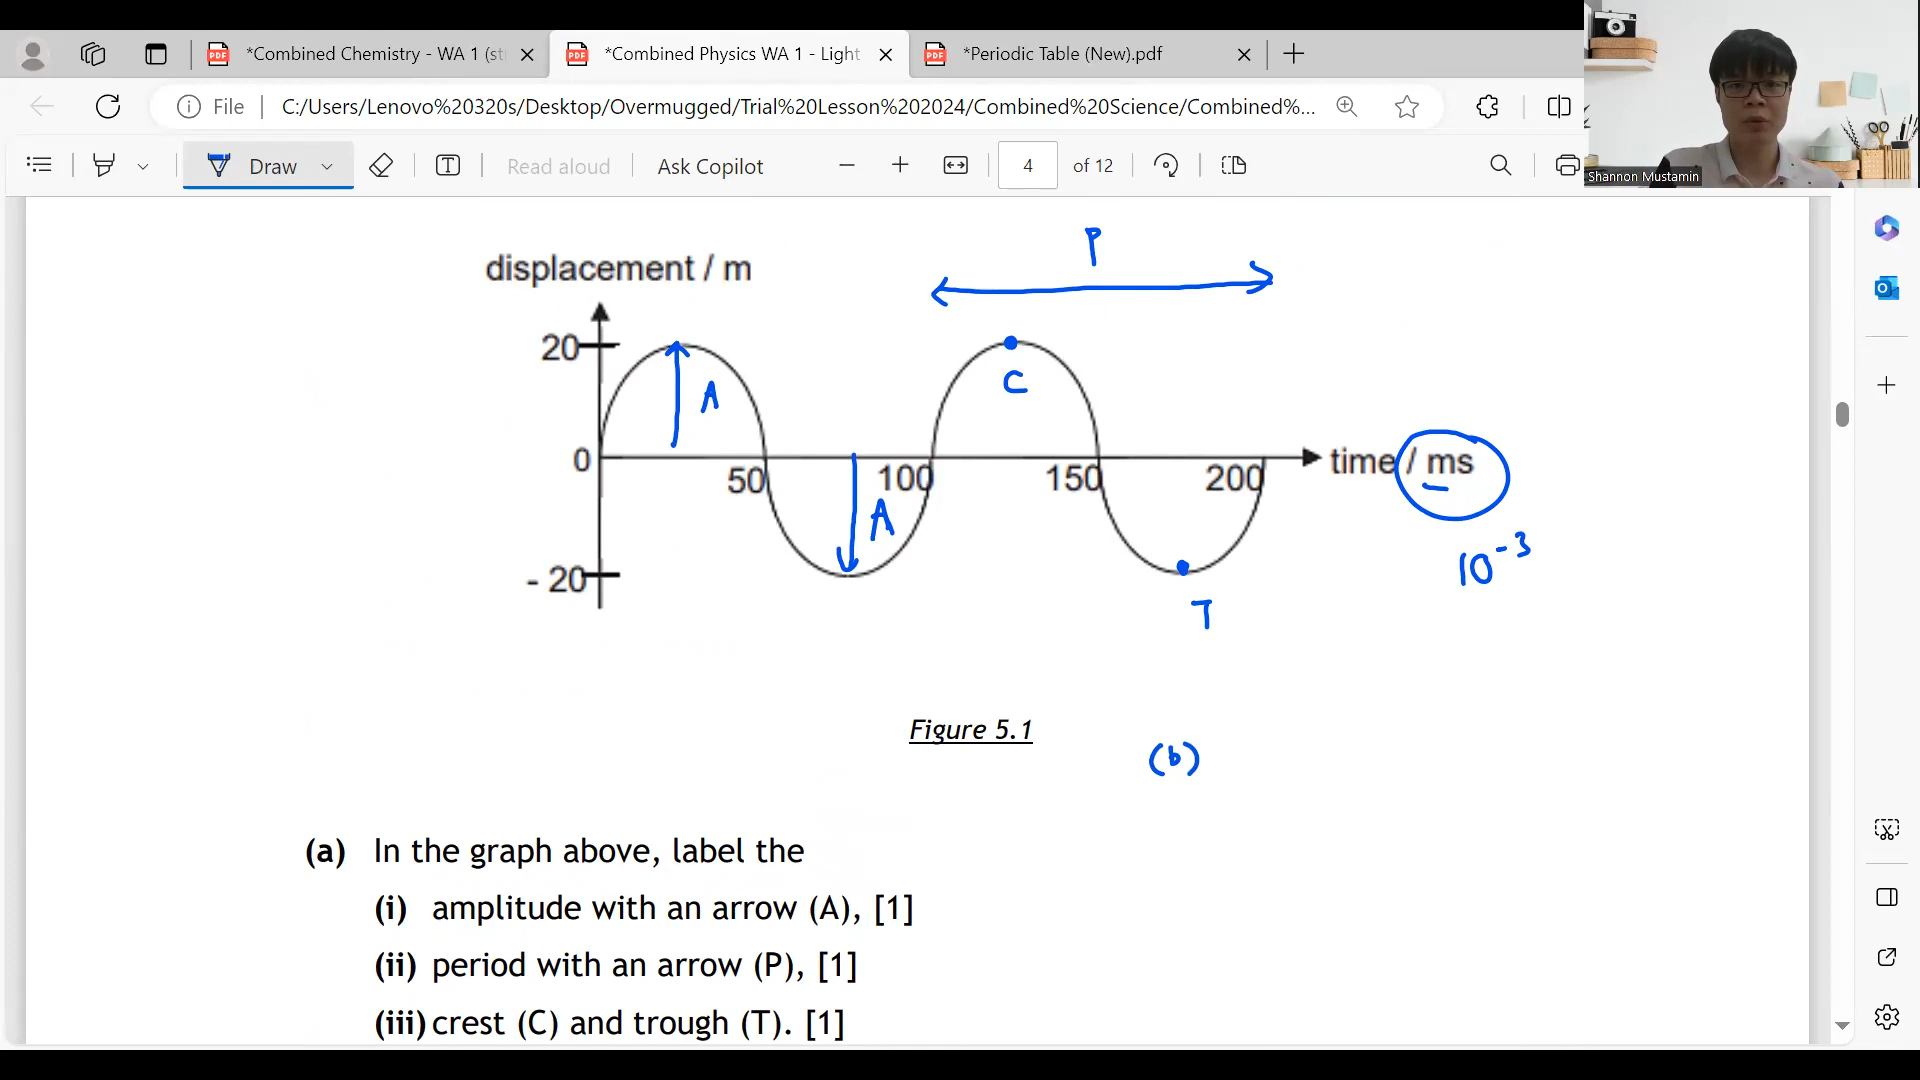 *Combined Chemistry - WA 1 (st
*Combined Physics WA 1 - Light
*Periodic Table (New).pdf
File
C:/Users/Lenovo%20320s/Desktop/Overmugged/Trial%20Lesson%202024/Combined%20Science/Combined%...
Draw
Read aloud
Ask Copilot
4
of 12
Shannon Mustamin
P
displacement / m
20
A
C
0
50
100
150
200
time / ms
A
10⁻³
- 20
T
Figure 5.1
(b)
(a) In the graph above, label the
(i) amplitude with an arrow (A), [1]
(ii) period with an arrow (P), [1]
(iii) crest (C) and trough (T). [1]